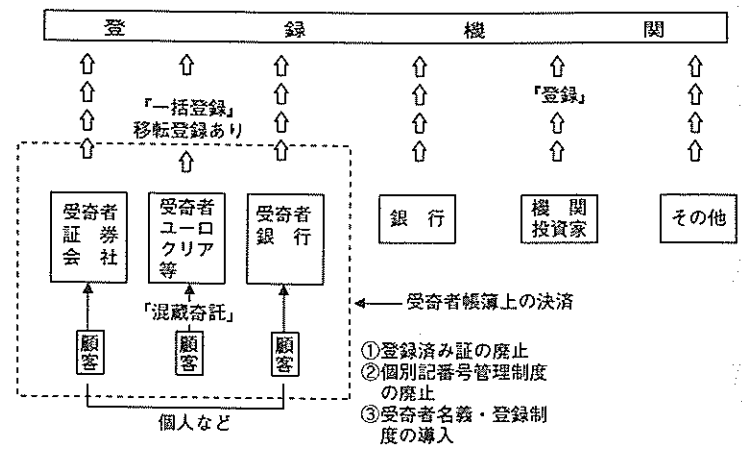 登録機関
『一括登録』
移転登録あり
『登録』
受寄者
証券
会社
受寄者
ユーロ
クリア
等
受寄者
銀行
銀行
機関
投資家
その他
「混蔵寄託」
受寄者帳簿上の決済
顧客
顧客
顧客
個人など
①登録済み証の廃止
②個別記番号管理制度
の廃止
③受寄者名義・登録制
度の導入